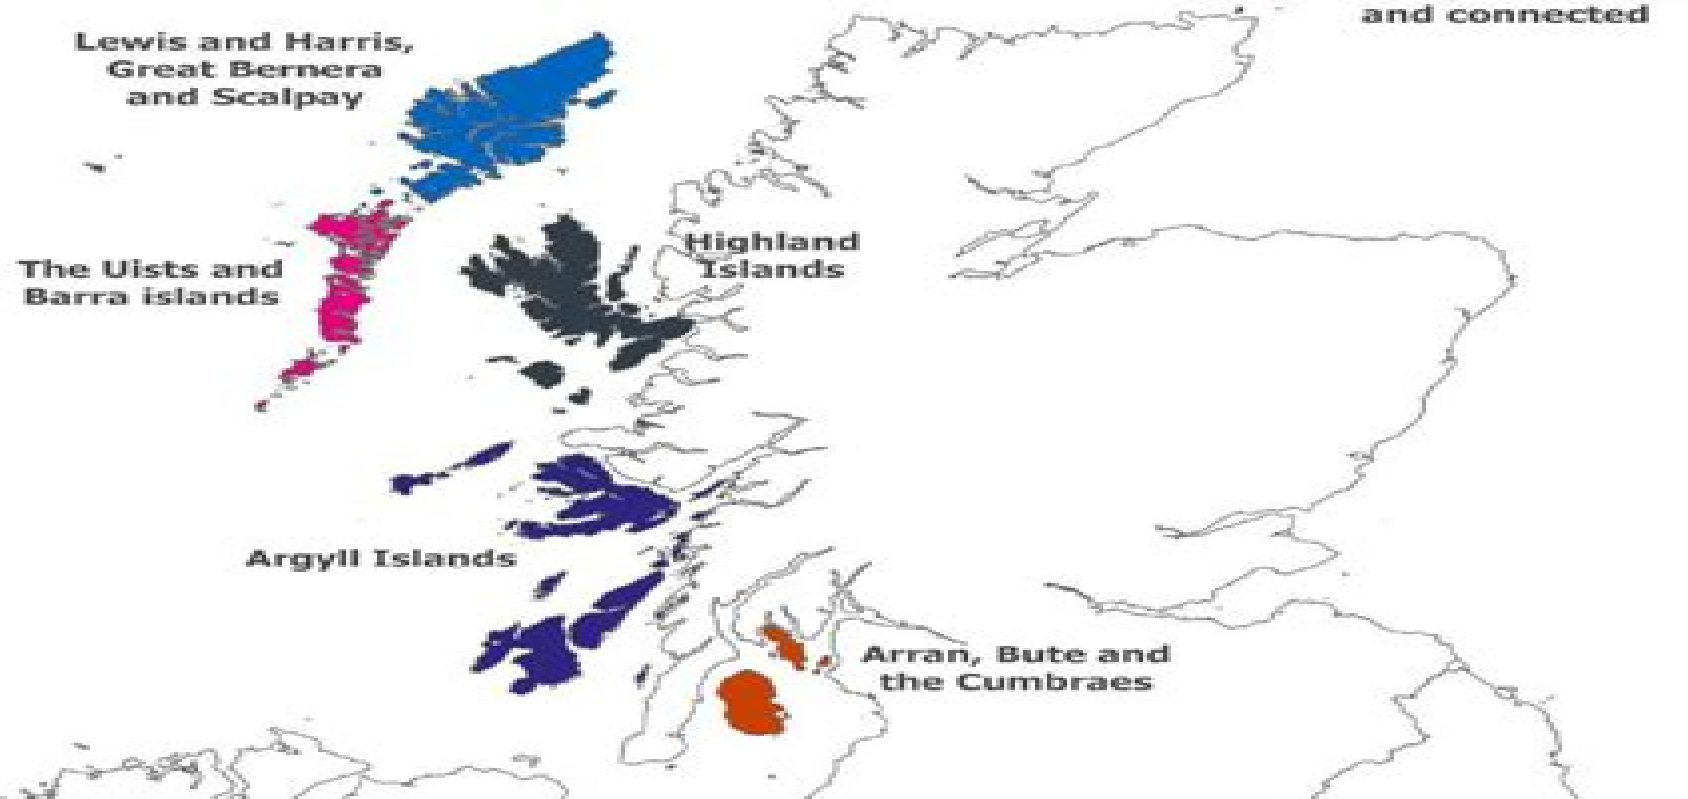 and connected
Lewis and Harris,
Great Bernera
and Scalpay
Highland
Islands
The Uists and
Barra islands
Argyll Islands
Arran, Bute and
the Cumbraes